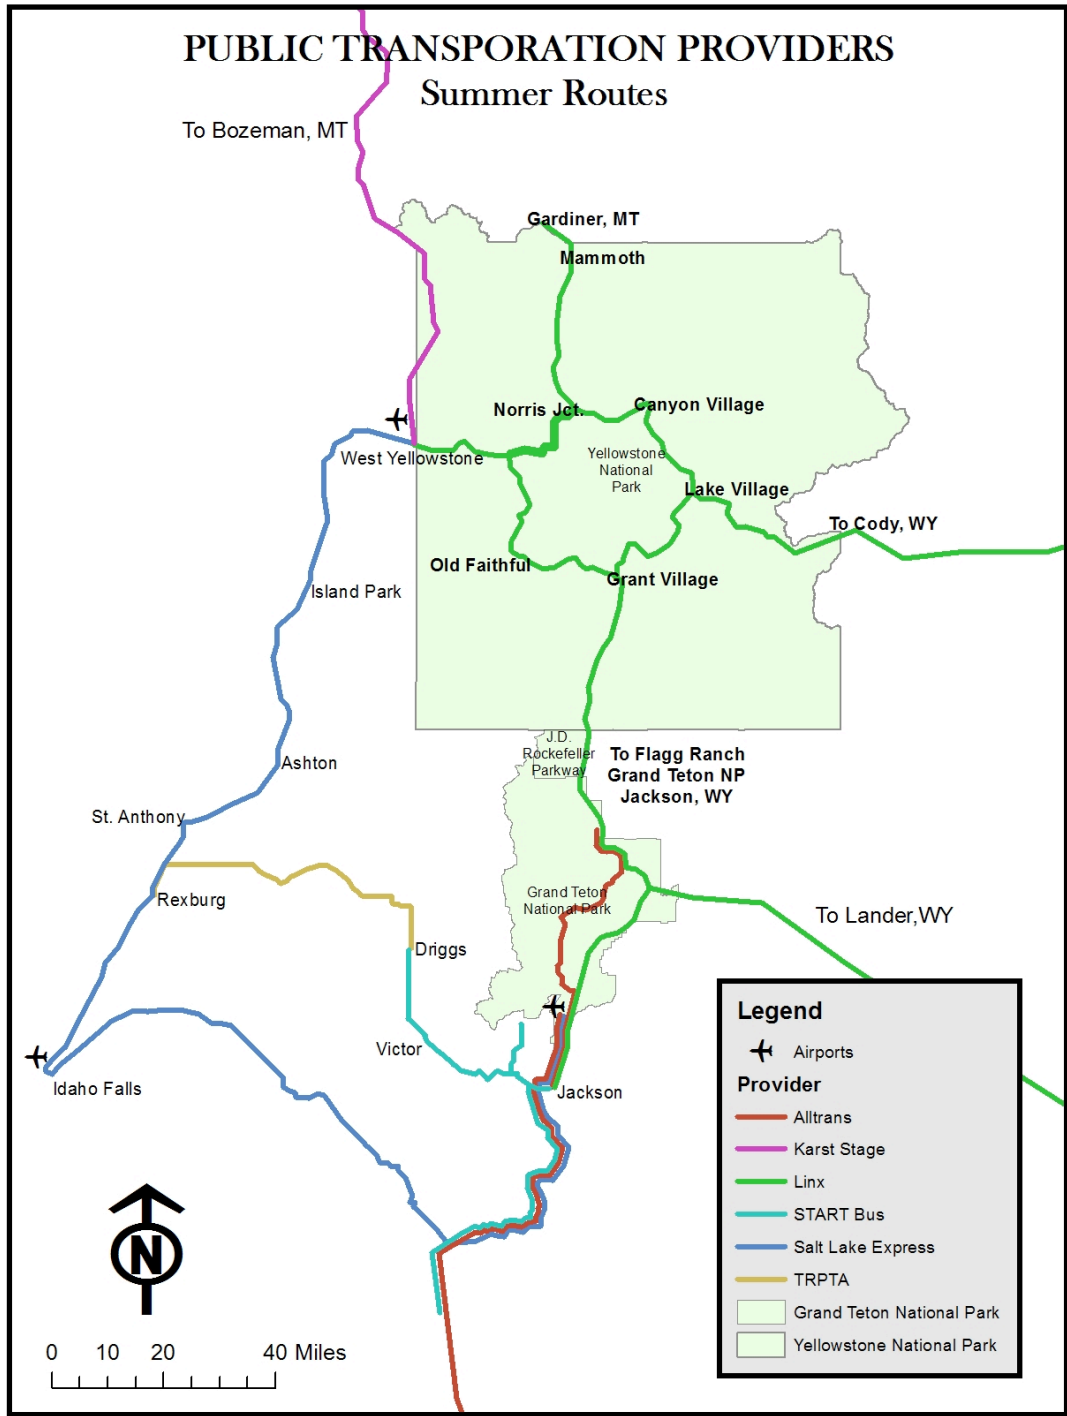 PUBLIC TRANSPORATION PROVIDERS
Summer Routes
To Bozeman, MT
Gardiner, MT
Mammoth
Norris Jct.
Canyon Village
West Yellowstone
Yellowstone
National
Park
Lake Village
To Cody, WY
Old Faithful
Grant Village
Island Park
J.D.
Rockefeller
Parkway
To Flagg Ranch
Grand Teton NP
Jackson, WY
Ashton
St. Anthony
Rexburg
Grand Teton
National Park
To Lander,WY
Driggs
Victor
Idaho Falls
Jackson
Legend
Airports
Provider
Alltrans
Karst Stage
Linx
START Bus
Salt Lake Express
TRPTA
Grand Teton National Park
Yellowstone National Park
N
0 10 20 40 Miles